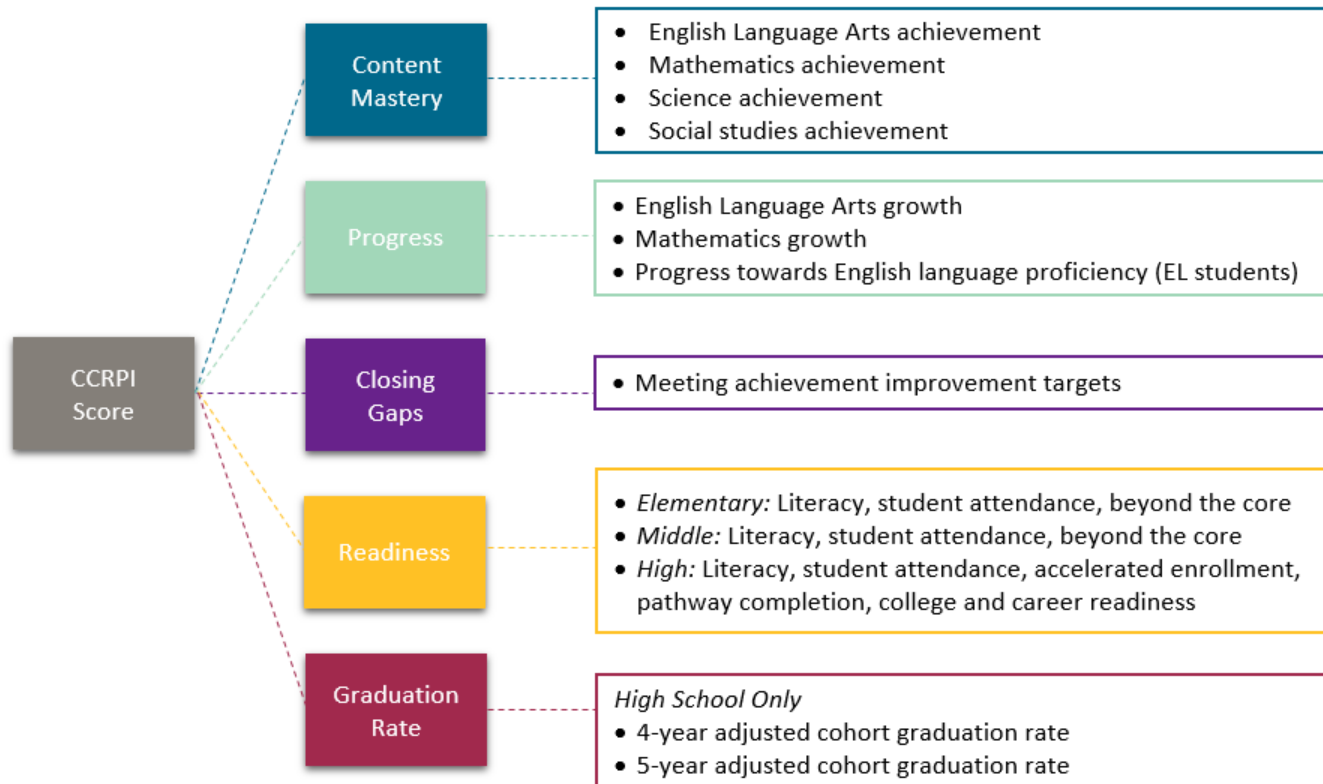 CCRPI
Score
Content
Mastery
• English Language Arts achievement
• Mathematics achievement
• Science achievement
• Social studies achievement
Progress
• English Language Arts growth
• Mathematics growth
• Progress towards English language proficiency (EL students)
Closing
Gaps
• Meeting achievement improvement targets
Readiness
• Elementary: Literacy, student attendance, beyond the core
• Middle: Literacy, student attendance, beyond the core
• High: Literacy, student attendance, accelerated enrollment,
pathway completion, college and career readiness
Graduation
Rate
High School Only
• 4-year adjusted cohort graduation rate
• 5-year adjusted cohort graduation rate